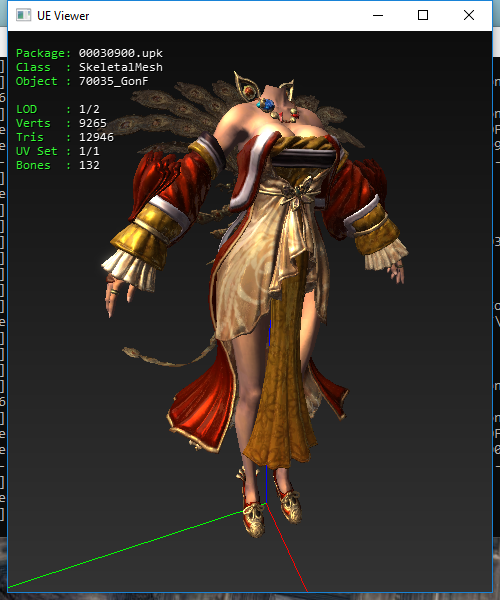 UE Viewer
Package: 00030900.upk
Class  : SkeletalMesh
Object : 70035_GonF
LOD    : 1/2
Verts  : 9265
Tris   : 12946
UV Set : 1/1
Bones  : 132